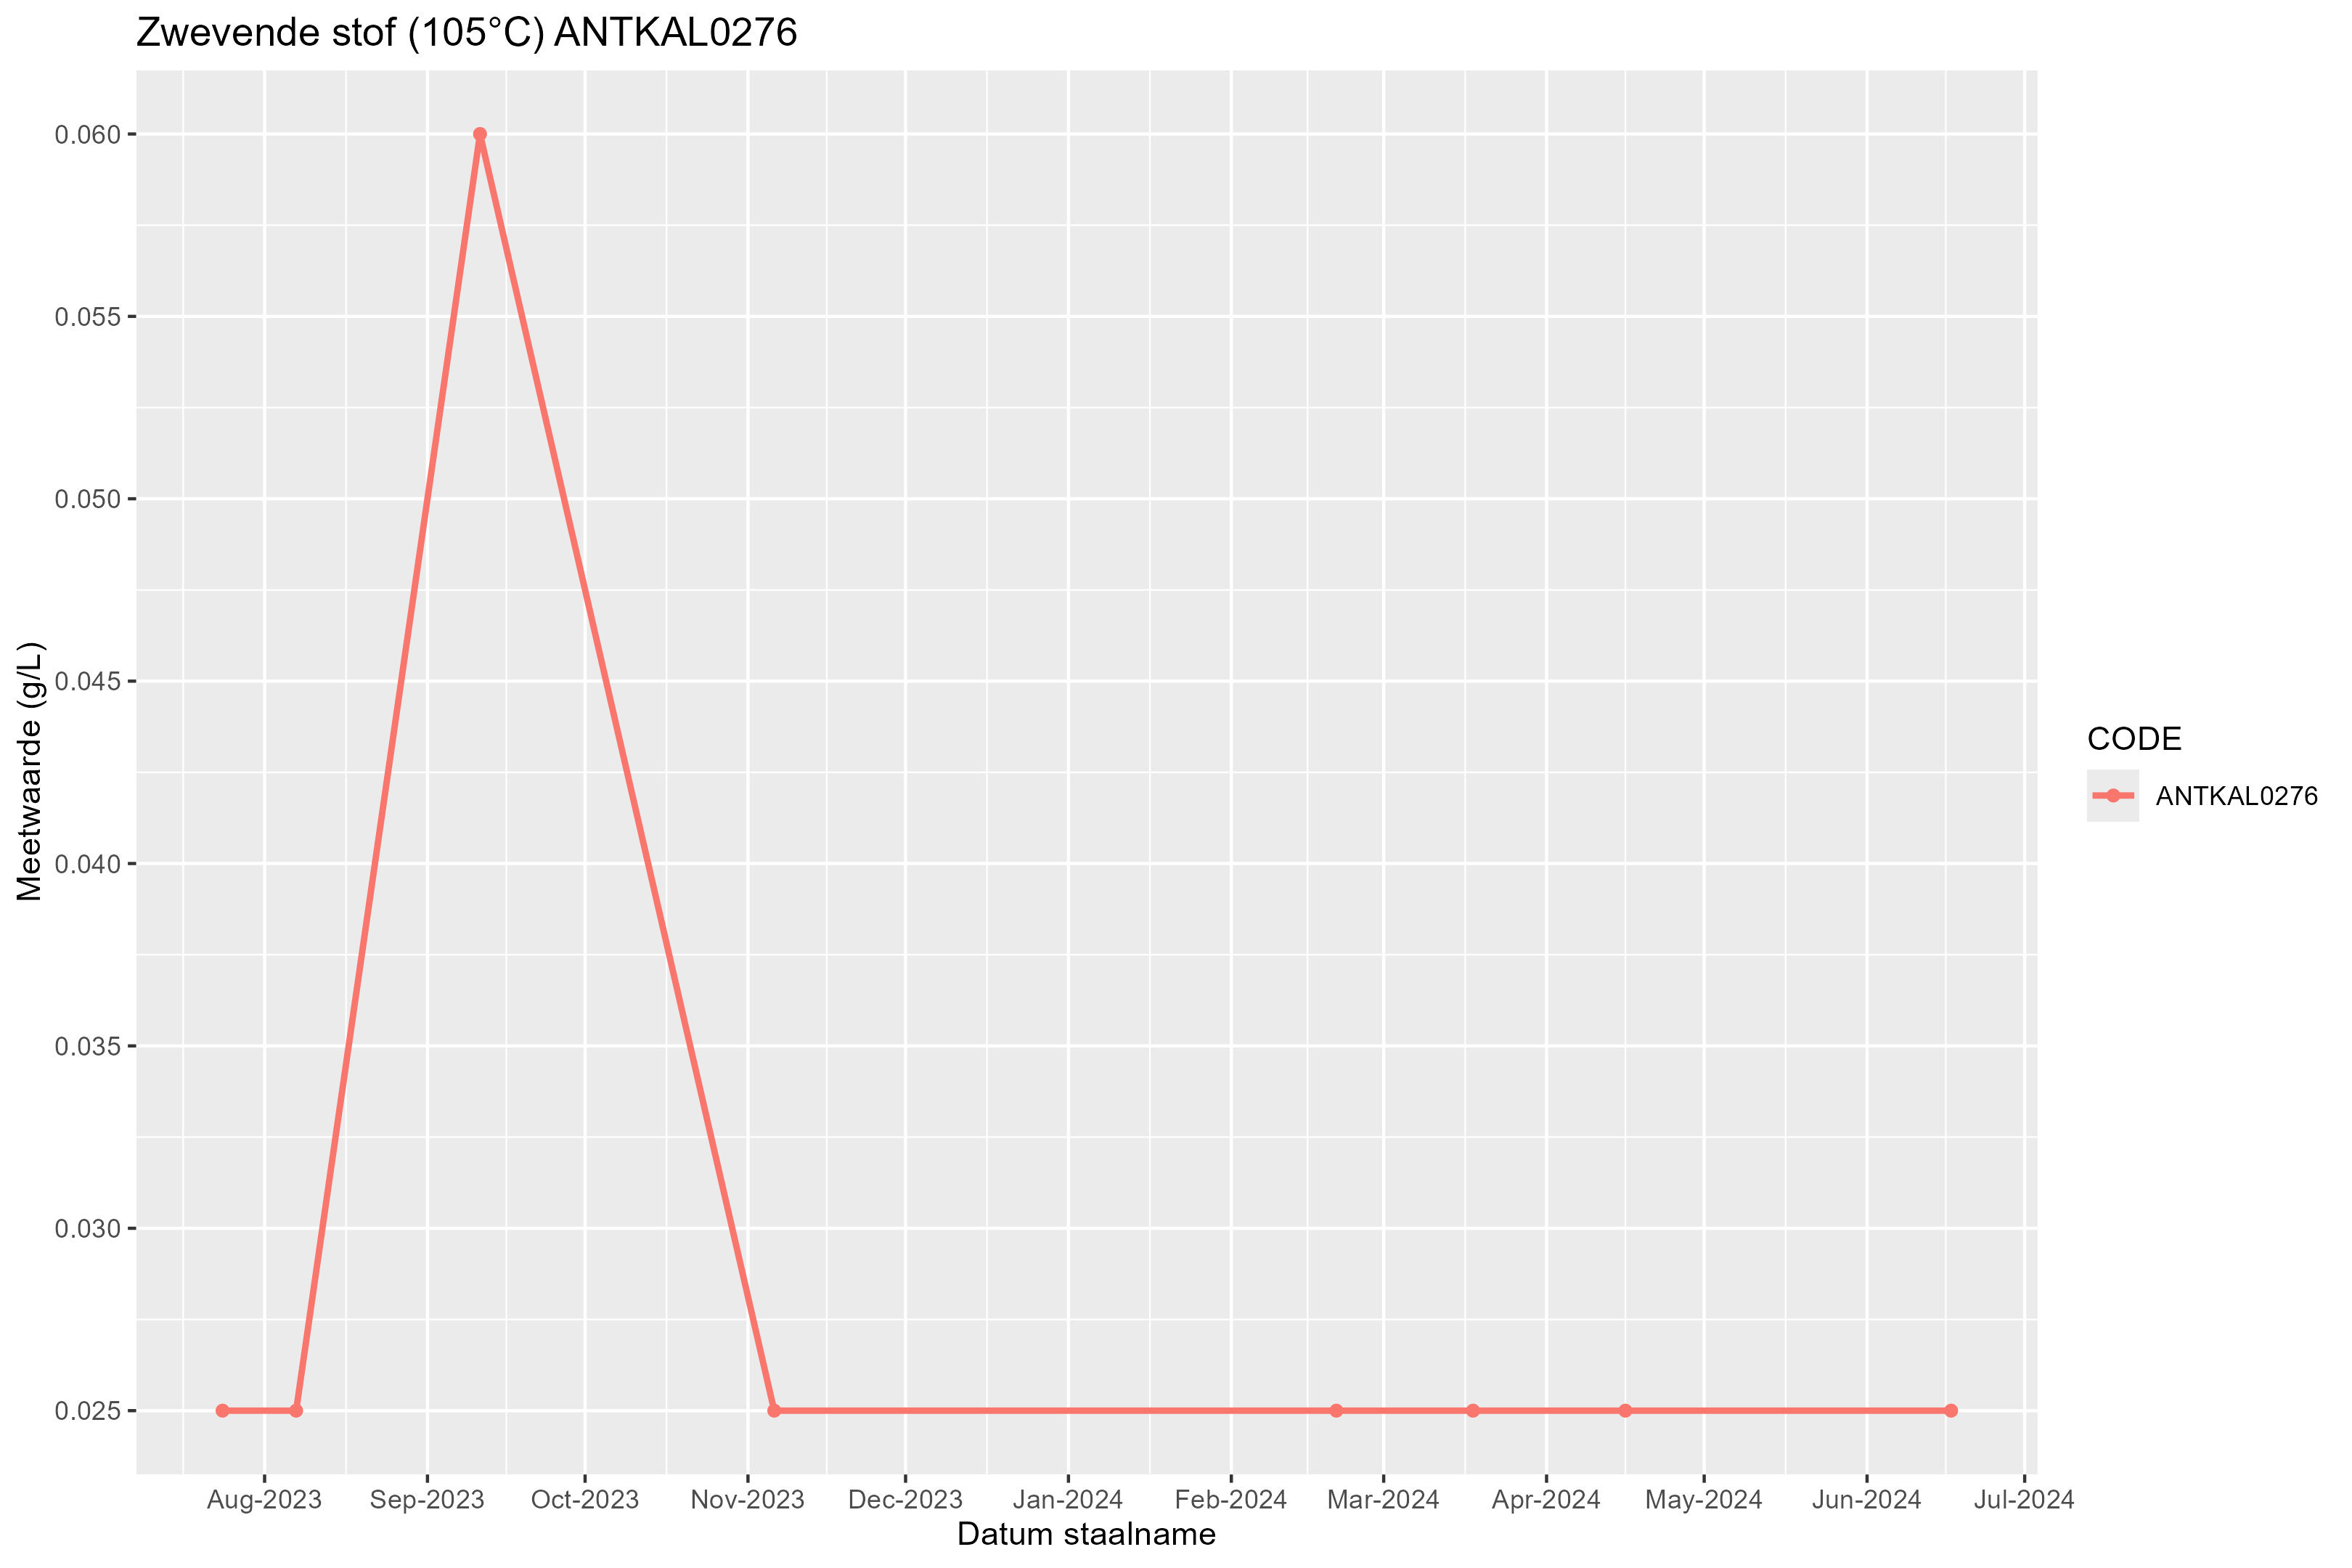 Zwevende stof (105°C) ANTKAL0276
0.060
0.055
0.050
0.045
0.040
0.035
0.030
0.025
Meetwaarde (g/L)
Aug-2023 Sep-2023 Oct-2023 Nov-2023 Dec-2023 Jan-2024 Feb-2024 Mar-2024 Apr-2024 May-2024 Jun-2024 Jul-2024
Datum staalname
CODE
ANTKAL0276